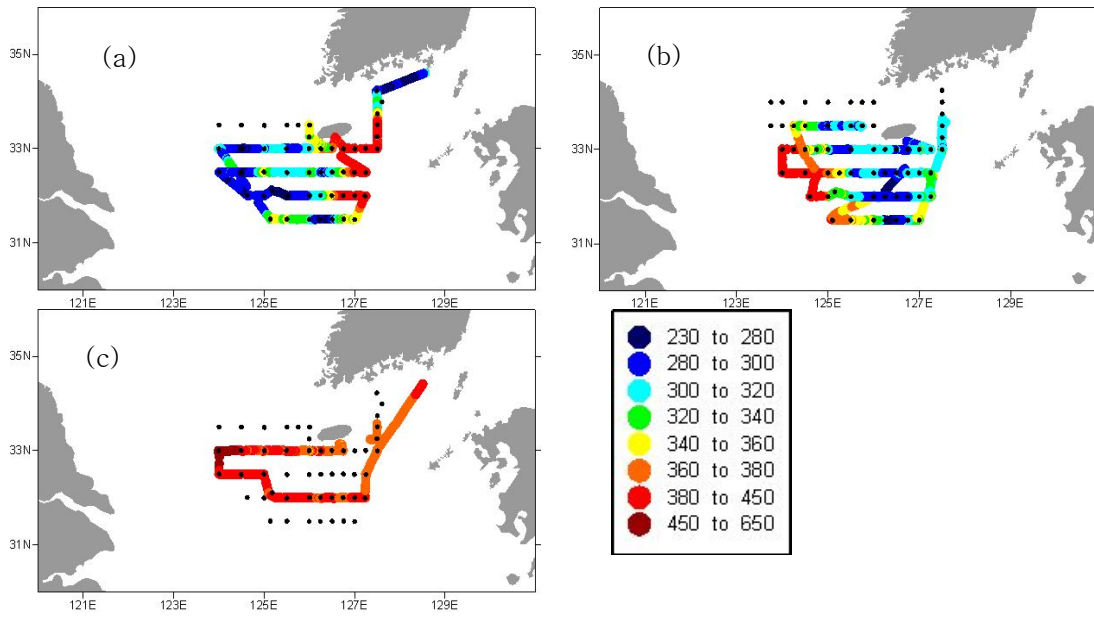 (a)
35N
33N
31N
121E 123E 125E 127E 129E
(b)
35N
33N
31N
121E 123E 125E 127E 129E
(c)
35N
33N
31N
121E 123E 125E 127E 129E
230 to 280
280 to 300
300 to 320
320 to 340
340 to 360
360 to 380
380 to 450
450 to 650